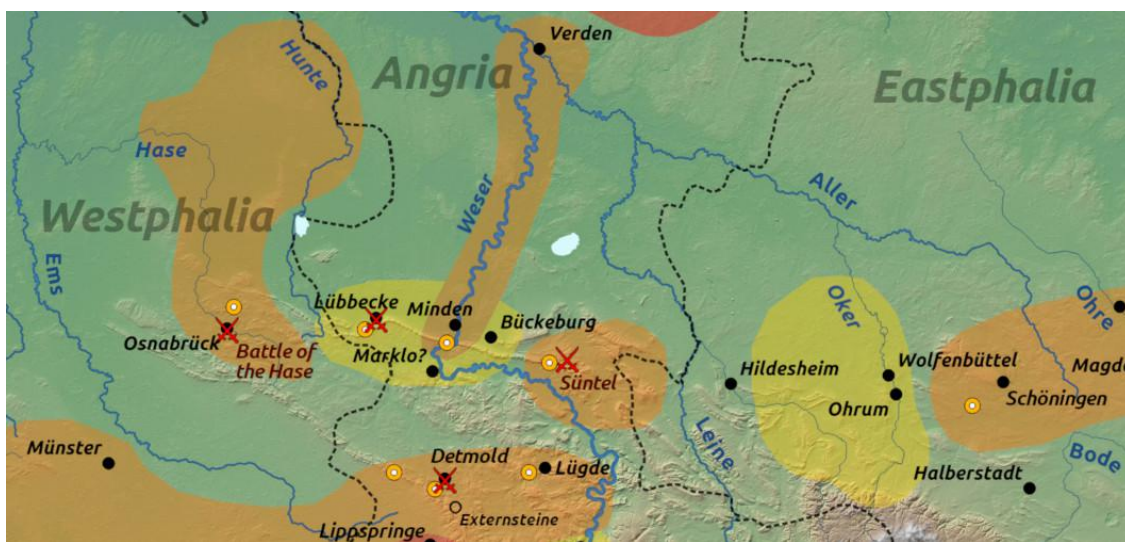 Verden
Hunte
Angria
Eastphalia
Hase
Aller
Weser
Westphalia
Ems
Lübbecke
Minden
Oker
Ohre
Bückeburg
Osnabrück
Battle of
the Hase
Marklo?
Süntel
Hildesheim
Wolfenbüttel
Magde
Schöningen
Ohrum
Leine
Münster
Detmold
Lügde
Halberstadt
Bode
Externsteine
Lippspringe